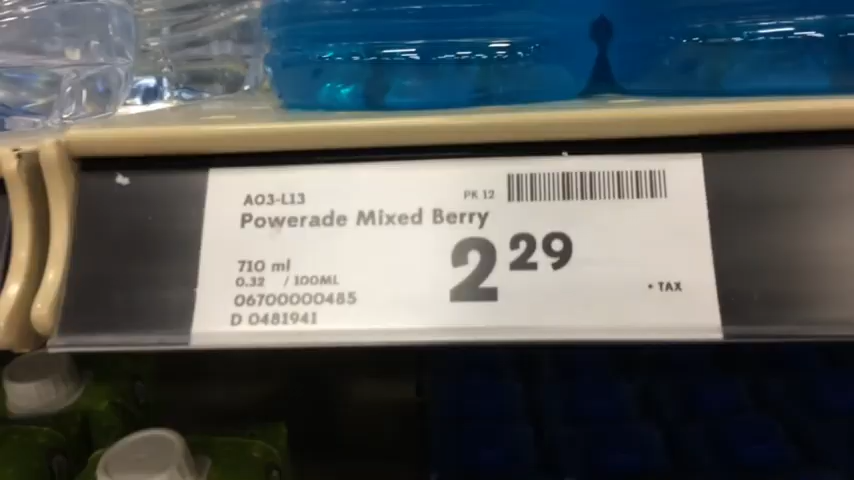 A03-L13 PK 12
Powerade Mixed Berry
2 29
710 ml
0.32 / 100ML
06700000485
D 0481941
• TAX